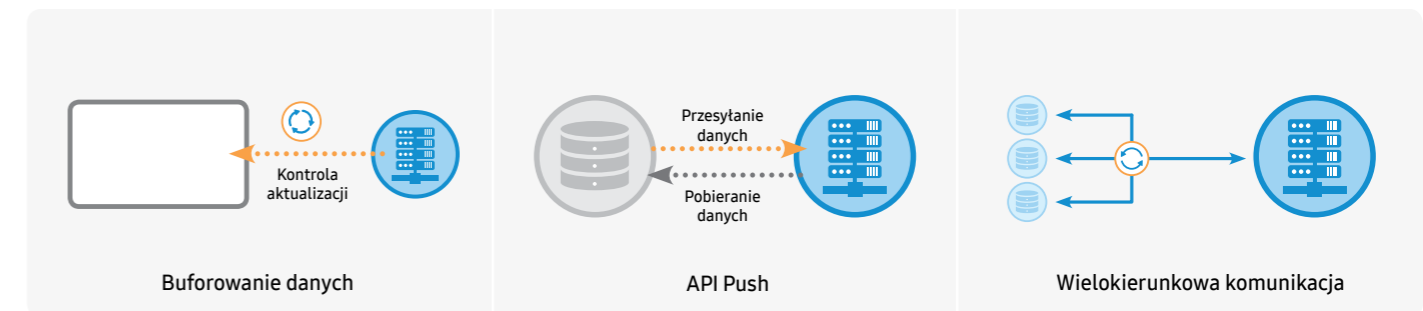 Kontrola
aktualizacji
Buforowanie danych
Przesyłanie
danych
Pobieranie
danych
API Push
Wielokierunkowa komunikacja